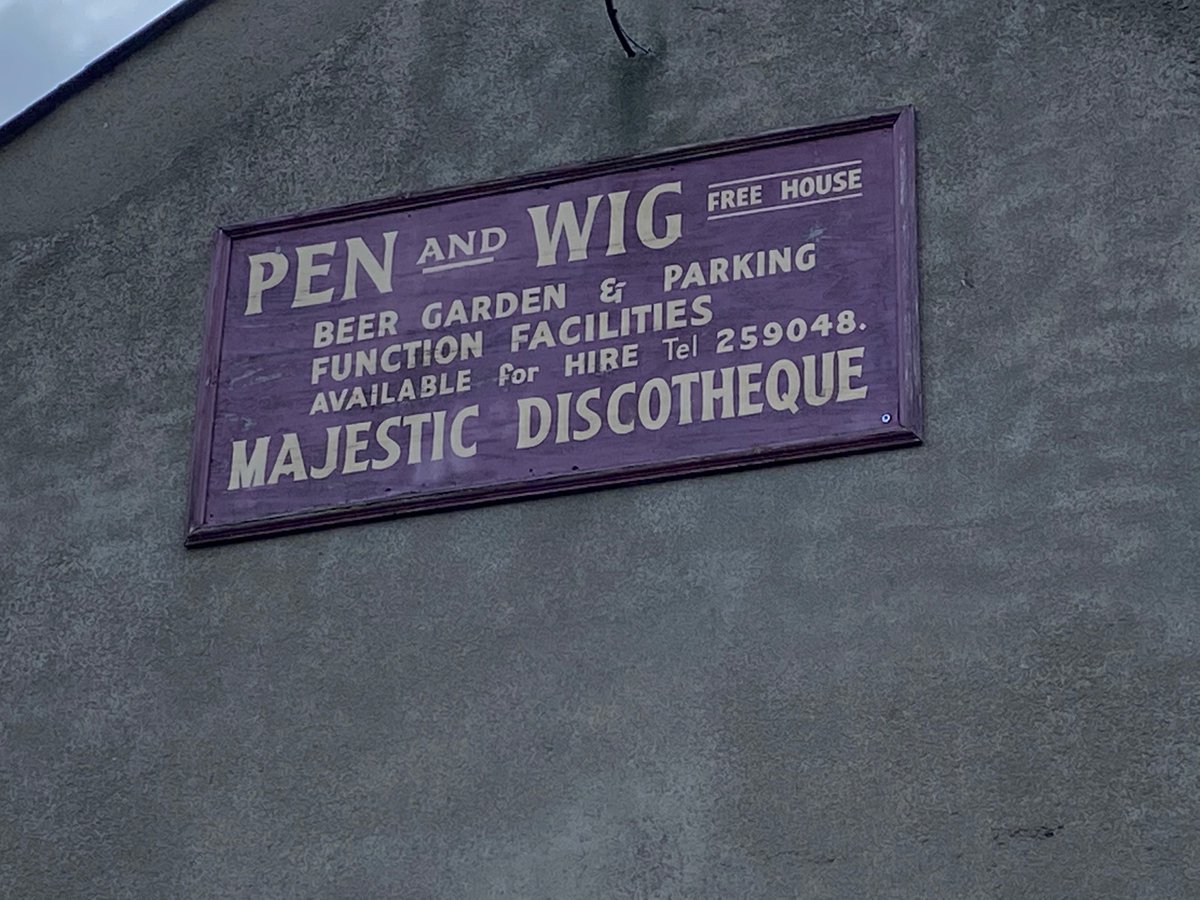 PEN AND WIG FREE HOUSE
BEER GARDEN & PARKING
FUNCTION FACILITIES
AVAILABLE for HIRE Tel 259048.
MAJESTIC DISCOTHEQUE